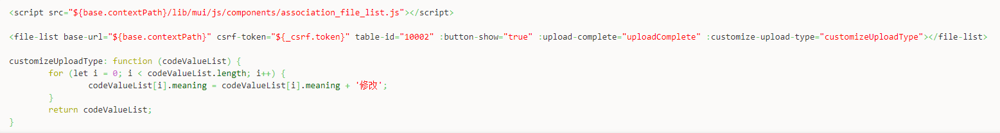 <script src="${base.contextPath}/lib/mui/js/components/association_file_list.js"></script>
<file-list base-url="${base.contextPath}" csrf-token="${_csrf.token}" table-id="10002" :button-show="true" :upload-complete="uploadComplete" :customize-upload-type="customizeUploadType"></file-list>
customizeUploadType: function (codeValueList) {
        for (let i = 0; i < codeValueList.length; i++) {
                codeValueList[i].meaning = codeValueList[i].meaning + '修改';
        }
        return codeValueList;
}